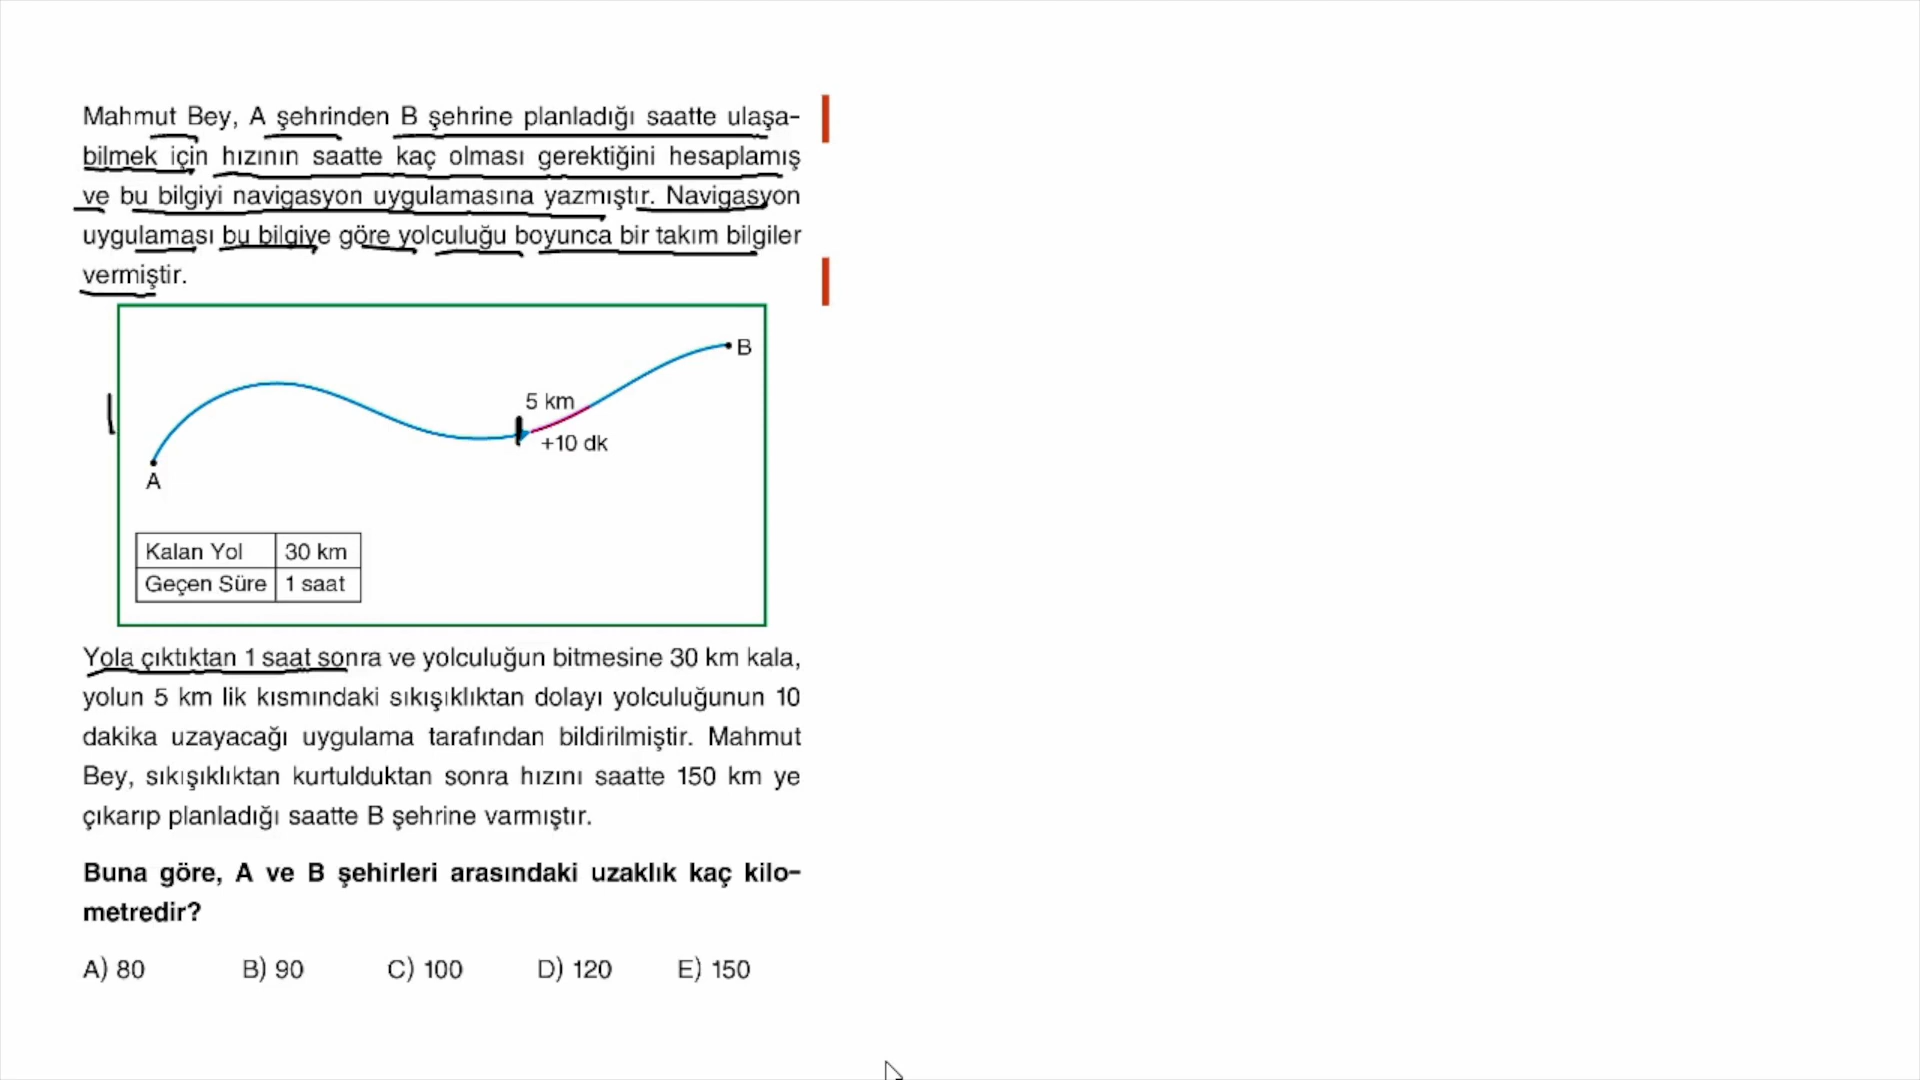 Mahmut Bey, A şehrinden B şehrine planladığı saatte ulaşa-
bilmek için hızının saatte kaç olması gerektiğini hesaplamış
ve bu bilgiyi navigasyon uygulamasına yazmıştır. Navigasyon
uygulaması bu bilgiye göre yolculuğu boyunca bir takım bilgiler
vermiştir.
B
5 km
+10 dk
A
Kalan Yol 30 km
Geçen Süre 1 saat
Yola çıktıktan 1 saat sonra ve yolculuğun bitmesine 30 km kala,
yolun 5 km lik kısmındaki sıkışıklıktan dolayı yolculuğunun 10
dakika uzayacağı uygulama tarafından bildirilmiştir. Mahmut
Bey, sıkışıklıktan kurtulduktan sonra hızını saatte 150 km ye
çıkarıp planladığı saatte B şehrine varmıştır.
Buna göre, A ve B şehirleri arasındaki uzaklık kaç kilo-
metredir?
A) 80 B) 90 C) 100 D) 120 E) 150